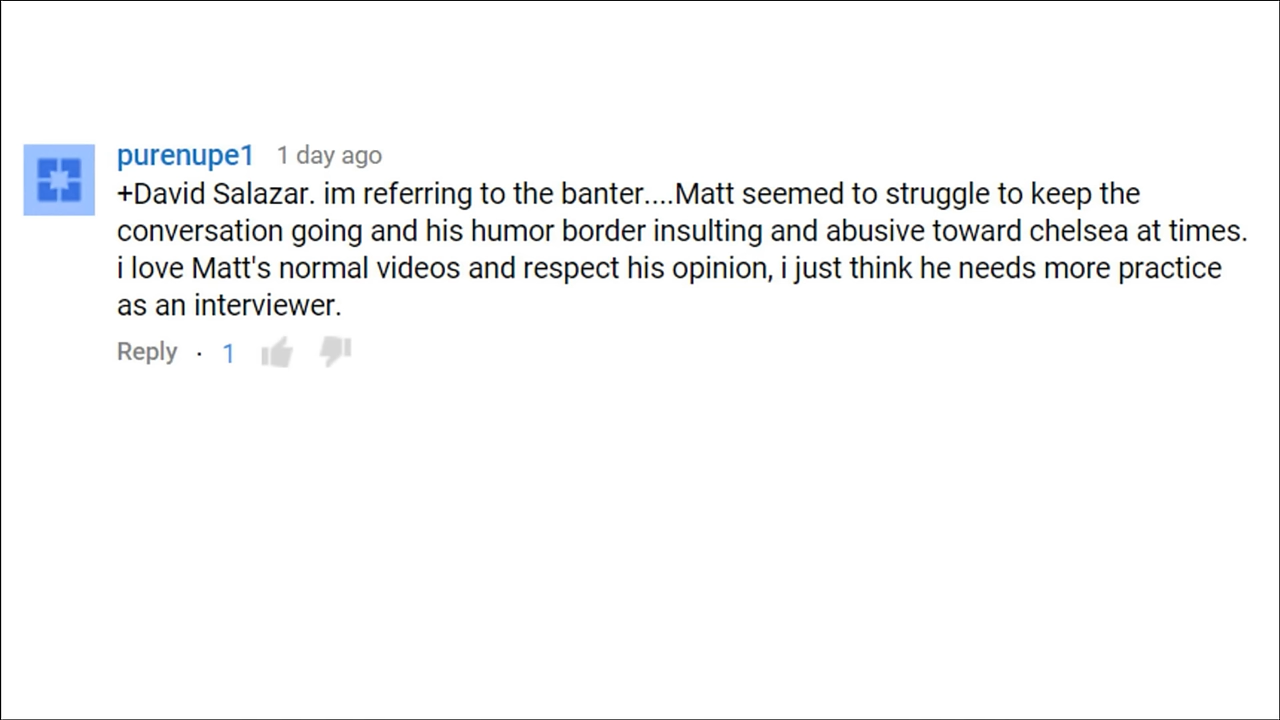 purenupe1 1 day ago
+David Salazar. im referring to the banter....Matt seemed to struggle to keep the
conversation going and his humor border insulting and abusive toward chelsea at times.
i love Matt's normal videos and respect his opinion, i just think he needs more practice
as an interviewer.
Reply · 1